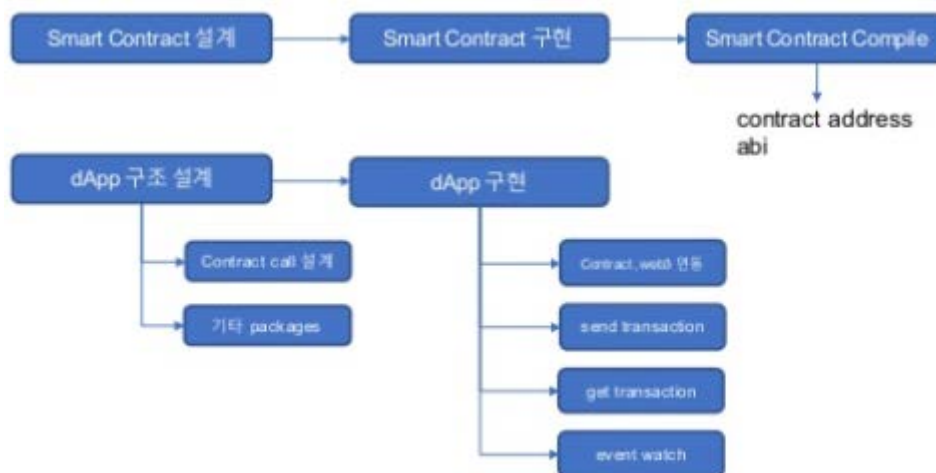 Smart Contract 설계
Smart Contract 구현
Smart Contract Compile
contract address
abi
dApp 구조 설계
dApp 구현
Contract call 설계
기타 packages
Contract, web3 연동
send transaction
get transaction
event watch